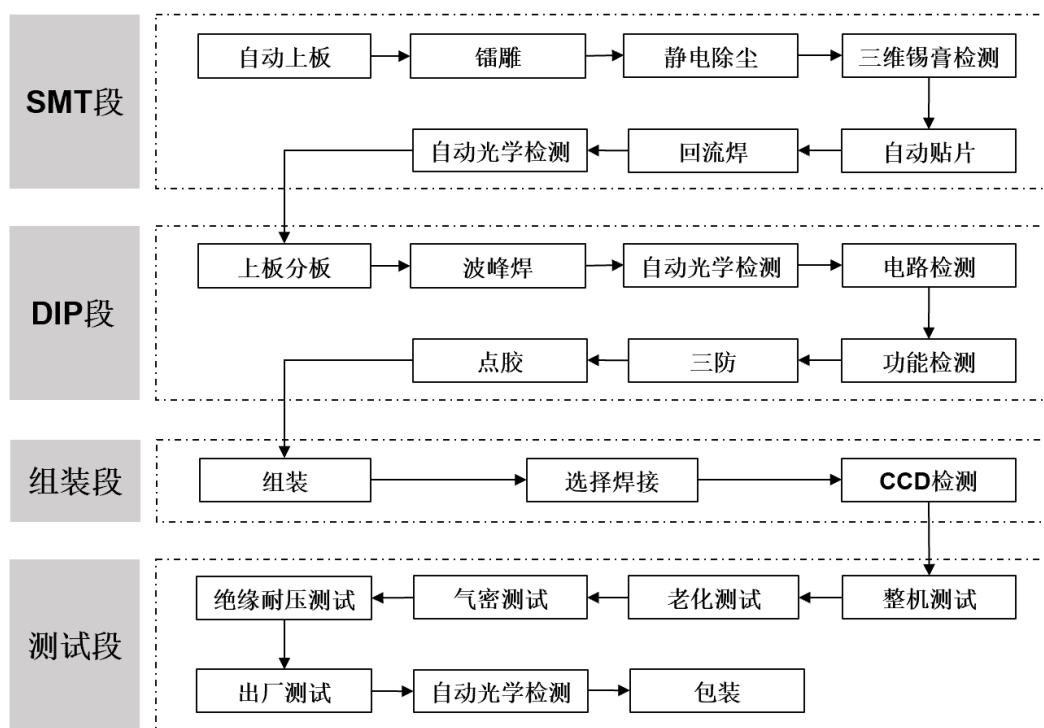 SMT段
自动上板
镭雕
静电除尘
三维锡膏检测
自动贴片
回流焊
自动光学检测
DIP段
上板分板
波峰焊
自动光学检测
电路检测
功能检测
三防
点胶
组装段
组装
选择焊接
CCD检测
测试段
整机测试
老化测试
气密测试
绝缘耐压测试
出厂测试
自动光学检测
包装